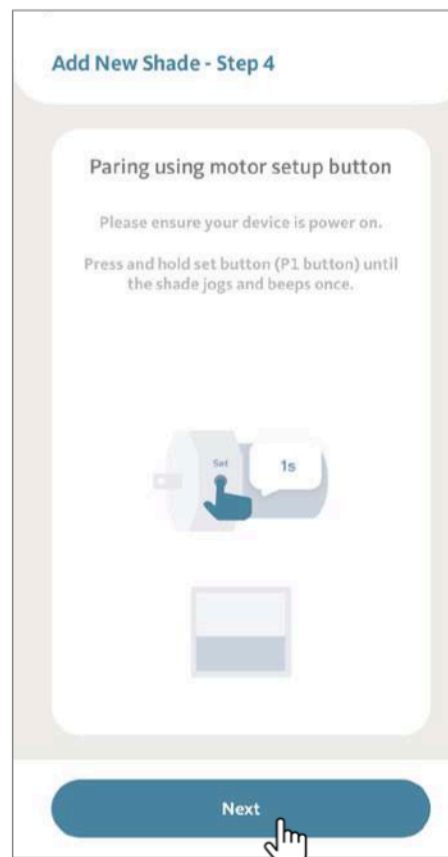 Add New Shade - Step 4
Paring using motor setup button
Please ensure your device is power on.
Press and hold set button (P1 button) until
the shade jogs and beeps once.
Set
1s
Next